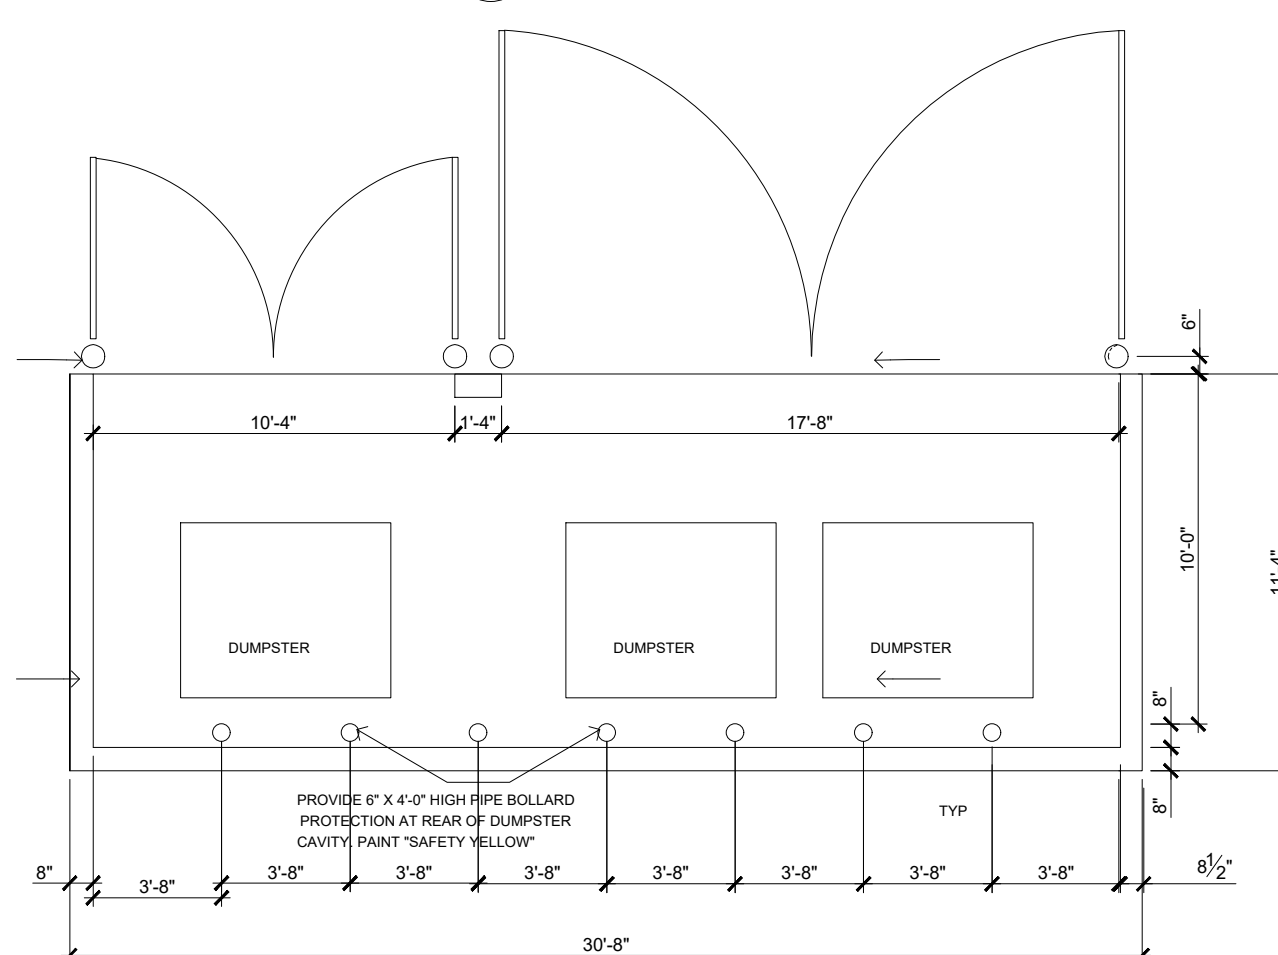 6"
10'-4"
1'-4"
17'-8"
10'-0"
11'-4"
DUMPSTER
DUMPSTER
DUMPSTER
8"
PROVIDE 6" X 4'-0" HIGH PIPE BOLLARD
PROTECTION AT REAR OF DUMPSTER
CAVITY. PAINT "SAFETY YELLOW"
TYP
8"
8"
3'-8"
3'-8"
3'-8"
3'-8"
3'-8"
3'-8"
3'-8"
3'-8"
8½"
30'-8"